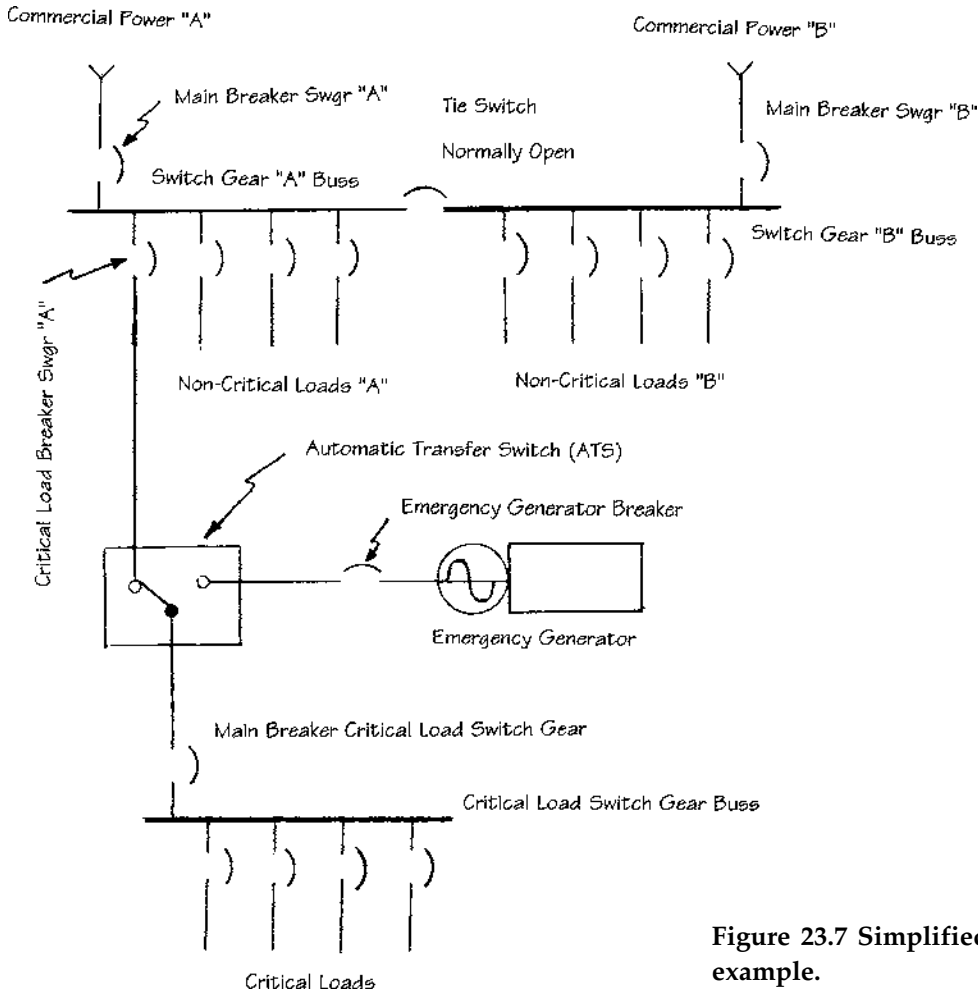 Commercial Power "A"
Commercial Power "B"
Main Breaker Swgr "A"
Tie Switch
Main Breaker Swgr "B"
Normally Open
Switch Gear "A" Buss
Switch Gear "B" Buss
Critical Load Breaker Swgr "A"
Non-Critical Loads "A"
Non-Critical Loads "B"
Automatic Transfer Switch (ATS)
Emergency Generator Breaker
Emergency Generator
Main Breaker Critical Load Switch Gear
Critical Load Switch Gear Buss
Critical Loads
Figure 23.7 Simplified
example.